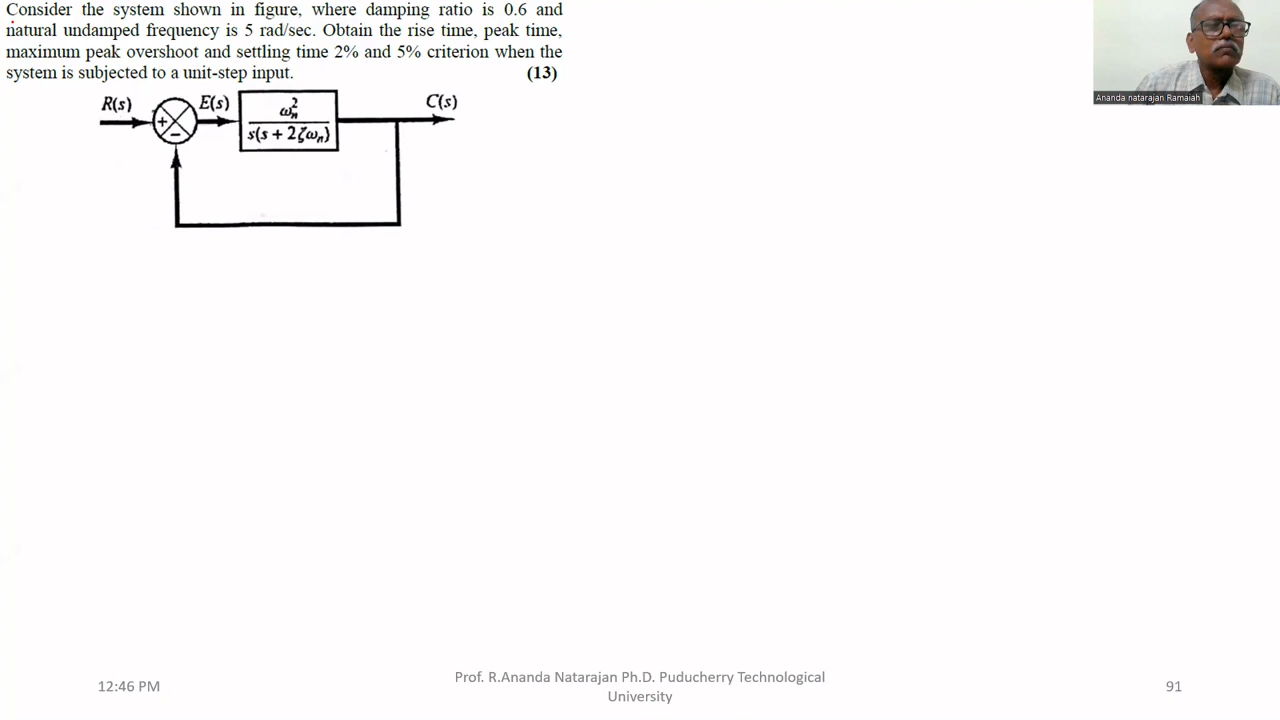 Consider the system shown in figure, where damping ratio is 0.6 and
natural undamped frequency is 5 rad/sec. Obtain the rise time, peak time,
maximum peak overshoot and settling time 2% and 5% criterion when the
system is subjected to a unit-step input. (13)
R(s) E(s) C(s)
+
−
ωn²
s(s + 2ζωn)
Ananda natarajan Ramaiah
12:46 PM
Prof. R.Ananda Natarajan Ph.D. Puducherry Technological
University
91